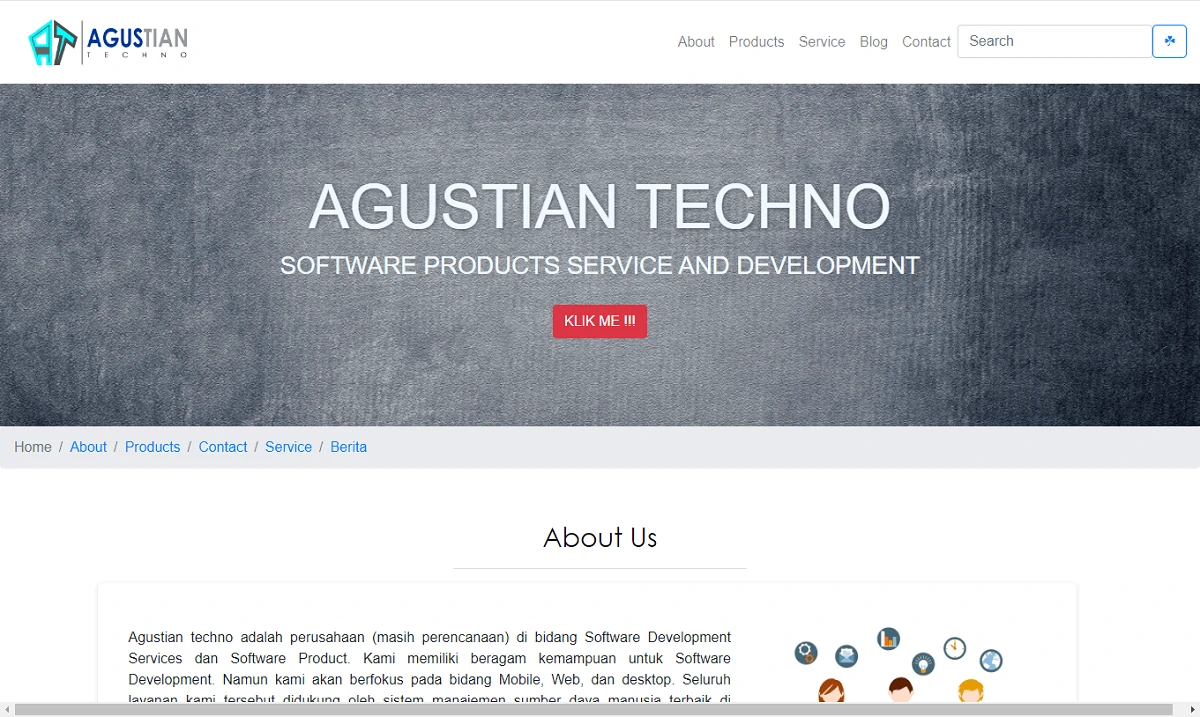 AGUSTIAN
TECHNO
About Products Service Blog Contact Search
AGUSTIAN TECHNO
SOFTWARE PRODUCTS SERVICE AND DEVELOPMENT
KLIK ME !!!
Home / About / Products / Contact / Service / Berita
About Us
Agustian techno adalah perusahaan (masih perencanaan) di bidang Software Development
Services dan Software Product. Kami memiliki beragam kemampuan untuk Software
Development. Namun kami akan berfokus pada bidang Mobile, Web, dan desktop. Seluruh
layanan kami tersebut didukung oleh sistem manajemen sumber daya manusia terbaik di